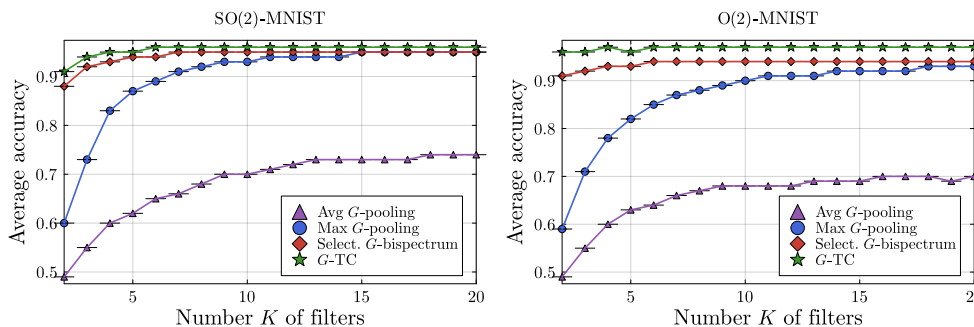 SO(2)-MNIST
Average accuracy
0.9
0.8
0.7
0.6
0.5
5
10
15
20
Number K of filters
Avg G-pooling
Max G-pooling
Select. G-bispectrum
G-TC
O(2)-MNIST
Average accuracy
0.9
0.8
0.7
0.6
0.5
5
10
15
2
Number K of filters
Avg G-pooling
Max G-pooling
Select. G-bispectrum
G-TC